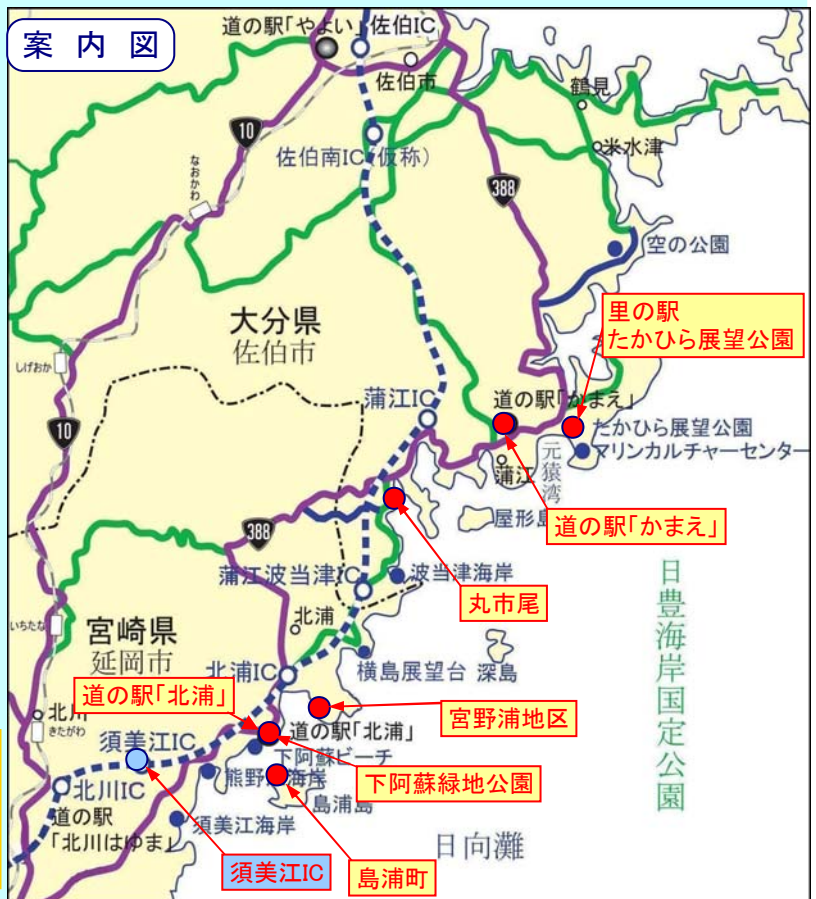 案 内 図
道の駅「やよい」
佐伯IC
佐伯市
鶴見
10
佐伯南IC(仮称)
米水津
なおかわ
388
空の公園
大分県
佐伯市
里の駅
たかひら展望公園
しげおか
蒲江IC
道の駅「かまえ」
たかひら展望公園
マリンカルチャーセンター
10
蒲江
元猿湾
388
屋形島
道の駅「かまえ」
蒲江波当津IC
波当津海岸
丸市尾
日豊海岸国定公園
いちたな
宮崎県
延岡市
北浦
北浦IC
横島展望台
深島
道の駅「北浦」
宮野浦地区
北川
きたがわ
須美江IC
道の駅「北浦」
下阿蘇ビーチ
下阿蘇緑地公園
北川IC
熊野江海岸
島浦島
道の駅
「北川はゆま」
須美江海岸
日向灘
須美江IC
島浦町